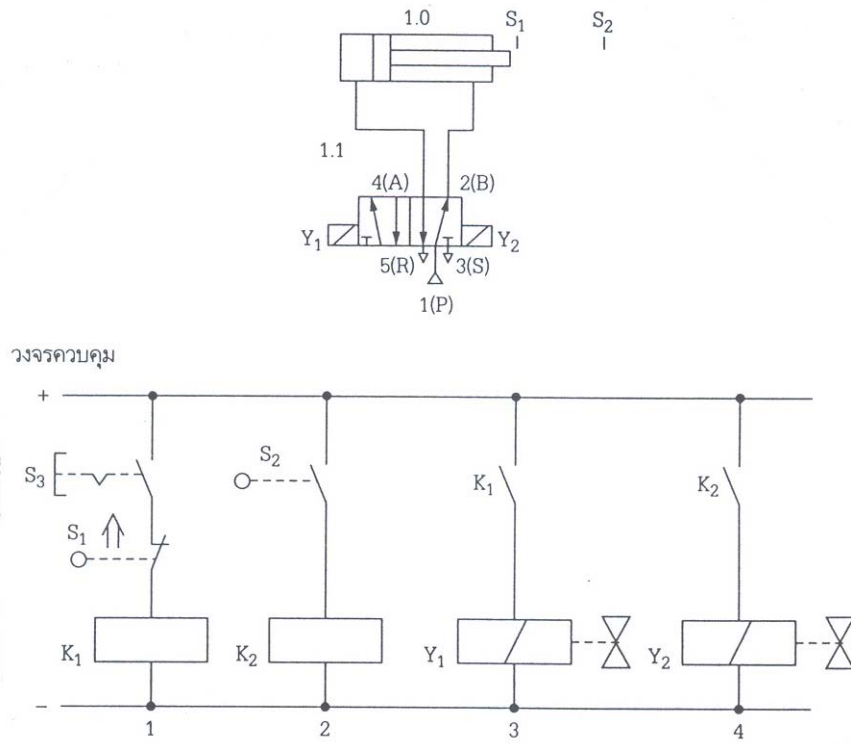 1.0 S₁ S₂
1.1
4(A) 2(B)
Y₁ Y₂
5(R) 3(S)
1(P)
วงจรควบคุม
+
S₃ S₂ K₁ K₂
S₁
K₁ K₂ Y₁ Y₂
−
1 2 3 4